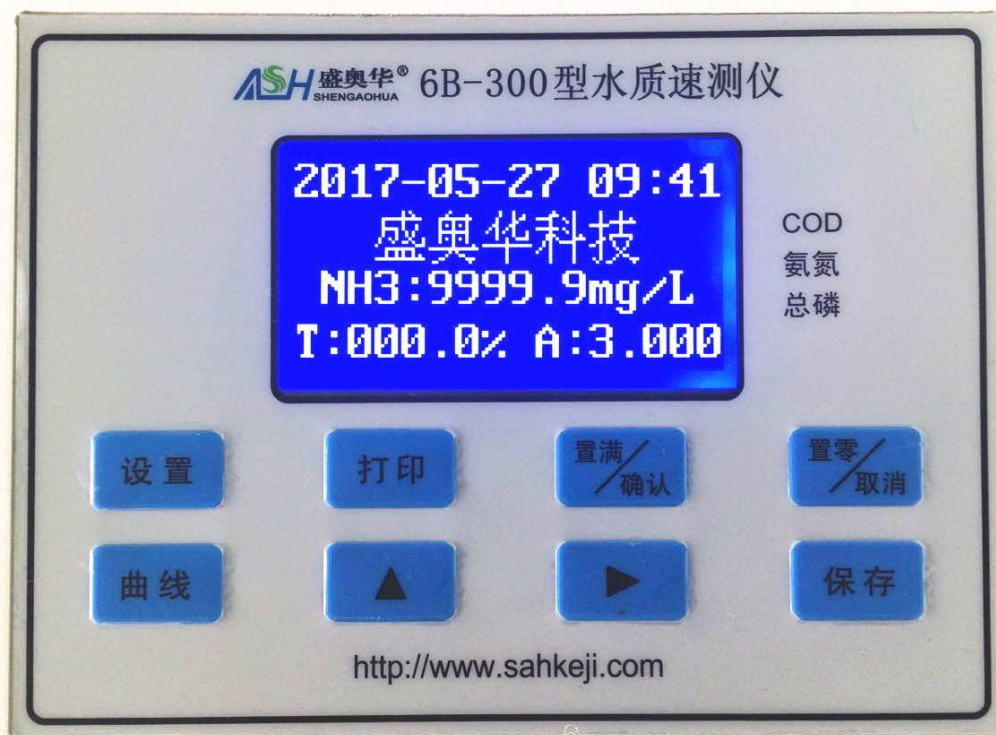 ASH 盛奥华® SHENGAOHUA 6B-300型水质速测仪
2017-05-27 09:41
盛奥华科技
NH3:9999.9mg/L
T:000.0% A:3.000
COD
氨氮
总磷
设置 打印 置满/确认 置零/取消
曲线 ▲ ▶ 保存
http://www.sahkeji.com